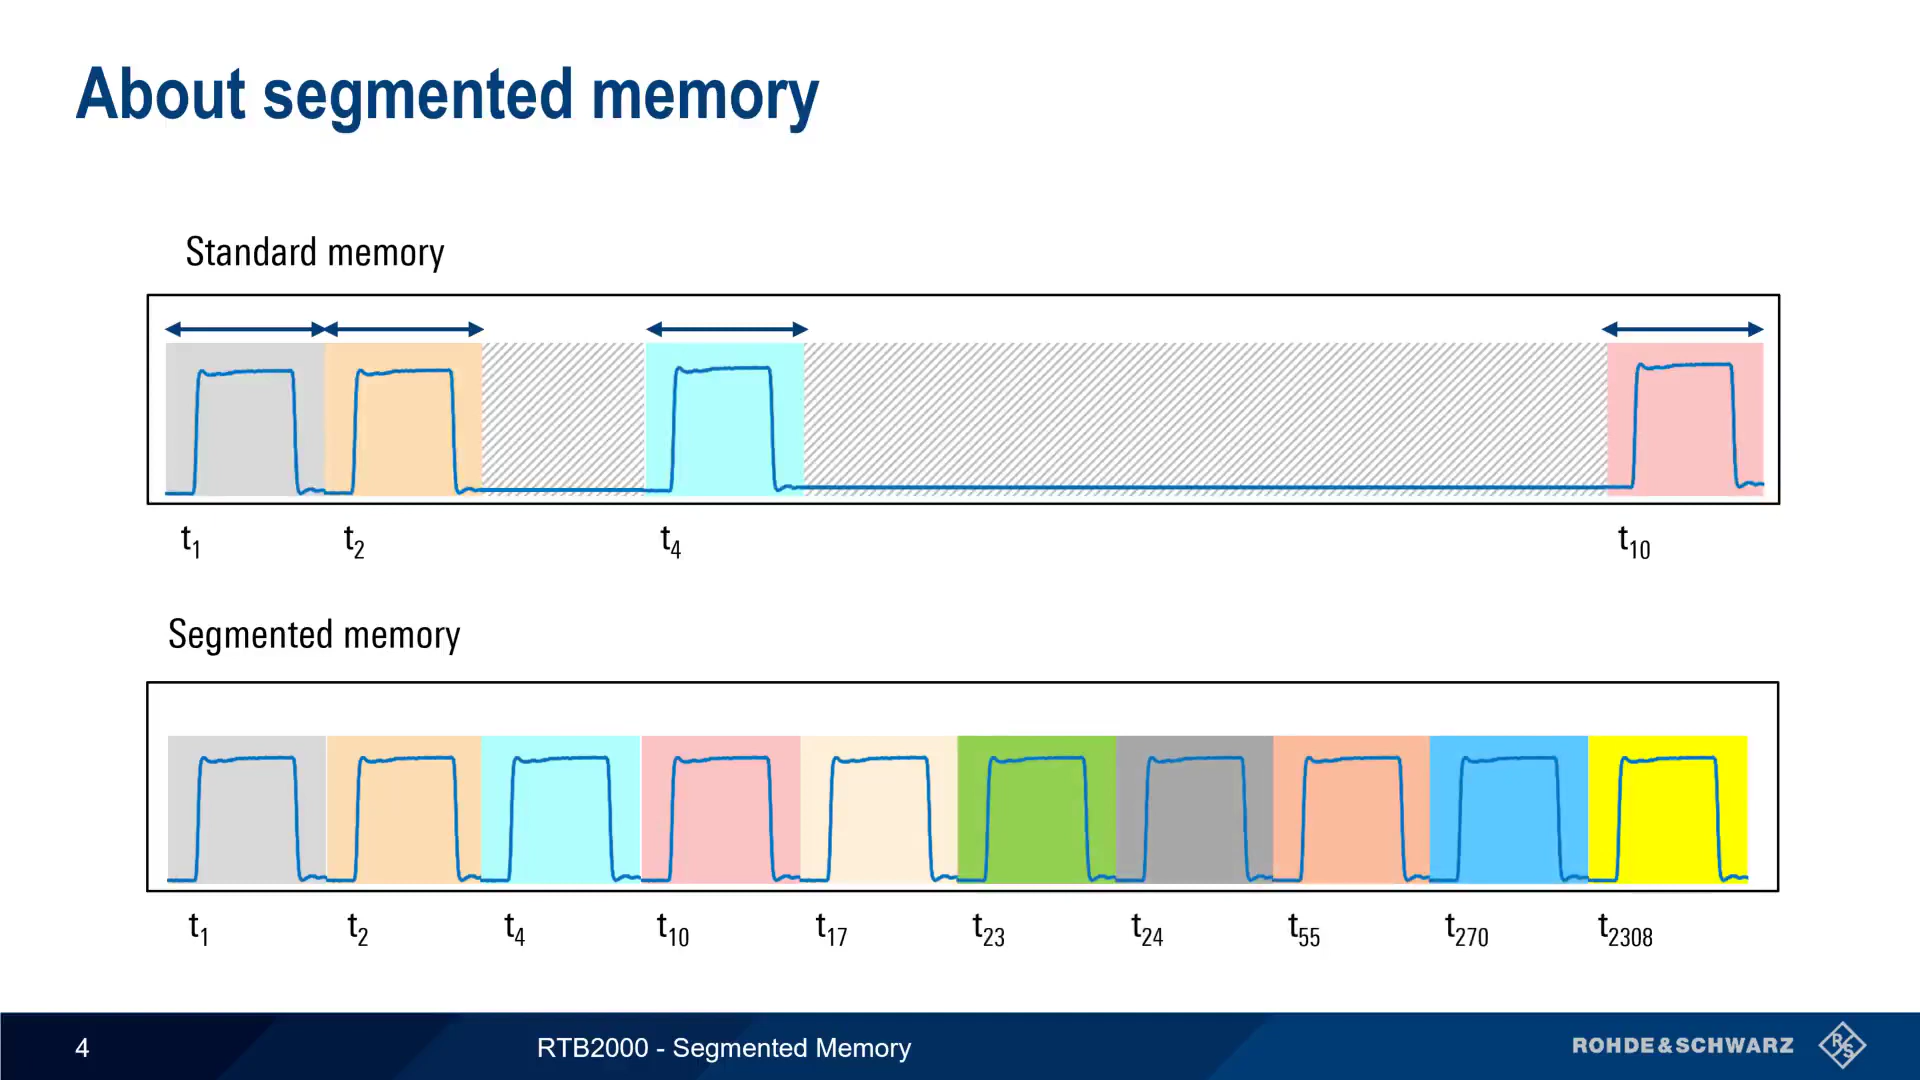 About segmented memory
Standard memory
t1 t2 t4 t10
Segmented memory
t1 t2 t4 t10 t17 t23 t24 t55 t270 t2308
4 RTB2000 - Segmented Memory ROHDE&SCHWARZ RS